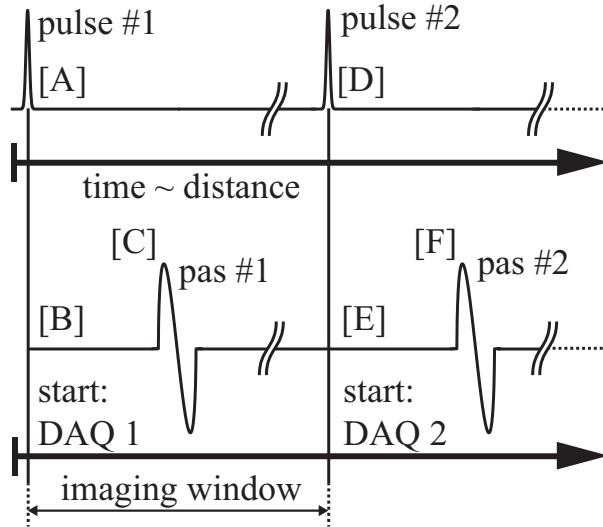 pulse #1
pulse #2
[A]
[D]
time ~ distance
[C]
[F]
pas #1
pas #2
[B]
[E]
start:
DAQ 1
start:
DAQ 2
imaging window